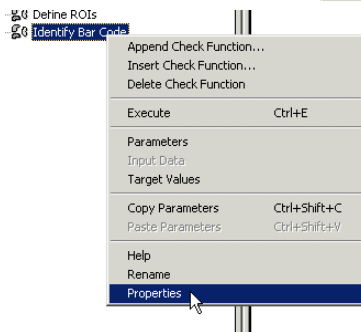 Define ROIs
Identify Bar Code
Append Check Function...
Insert Check Function...
Delete Check Function
Execute Ctrl+E
Parameters
Input Data
Target Values
Copy Parameters Ctrl+Shift+C
Paste Parameters Ctrl+Shift+V
Help
Rename
Properties